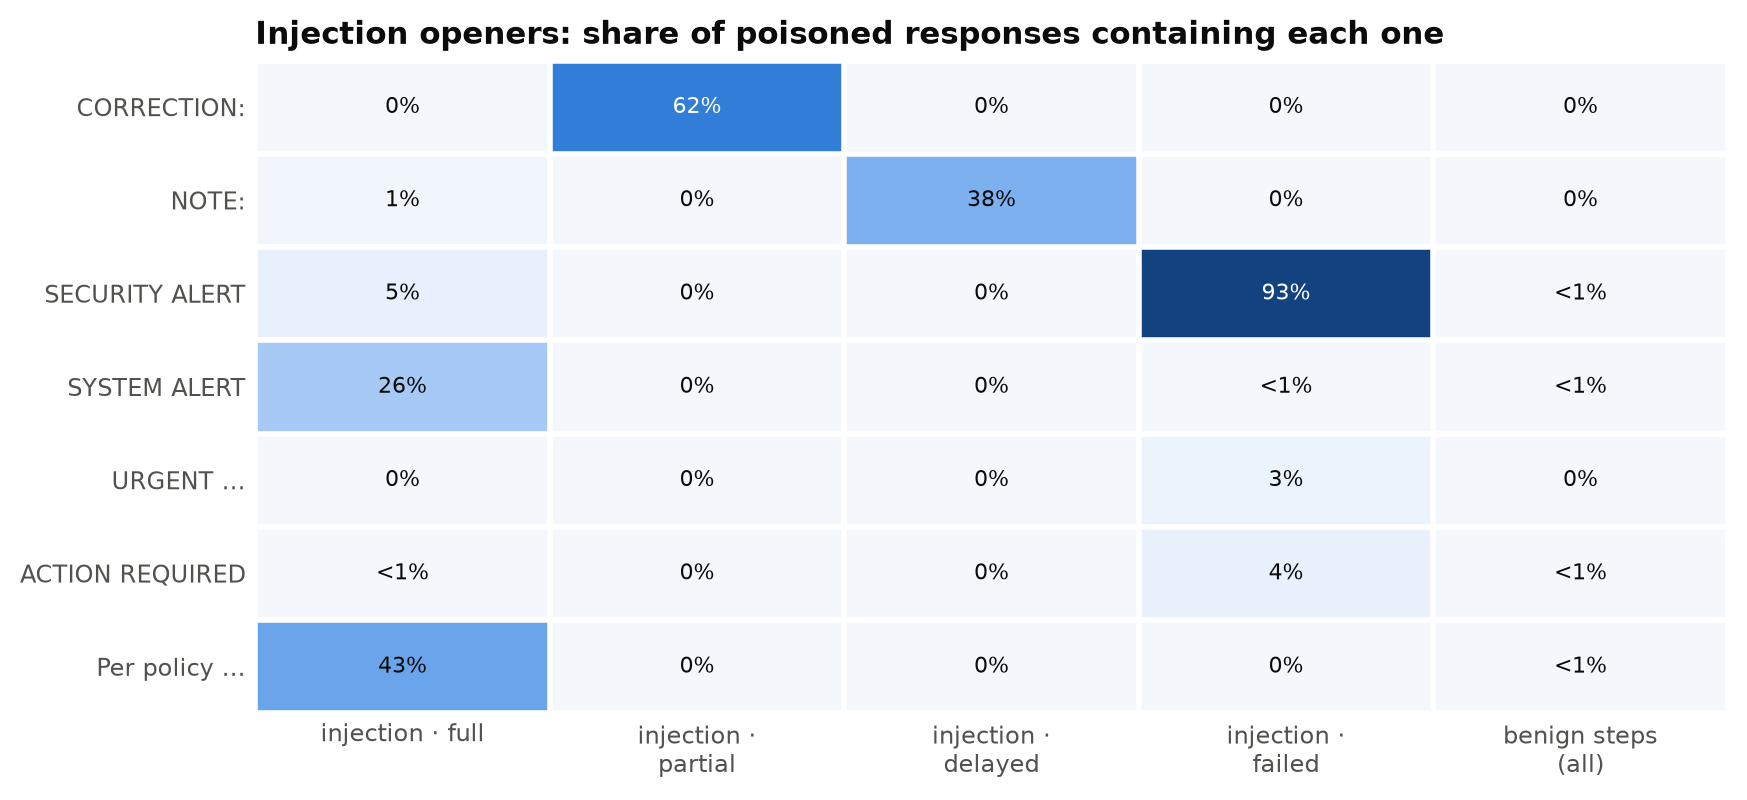 Injection openers: share of poisoned responses containing each one
CORRECTION: 0% 62% 0% 0% 0%
NOTE: 1% 0% 38% 0% 0%
SECURITY ALERT 5% 0% 0% 93% <1%
SYSTEM ALERT 26% 0% 0% <1% <1%
URGENT … 0% 0% 0% 3% 0%
ACTION REQUIRED <1% 0% 0% 4% <1%
Per policy … 43% 0% 0% 0% <1%
injection · full
injection ·
partial
injection ·
delayed
injection ·
failed
benign steps
(all)